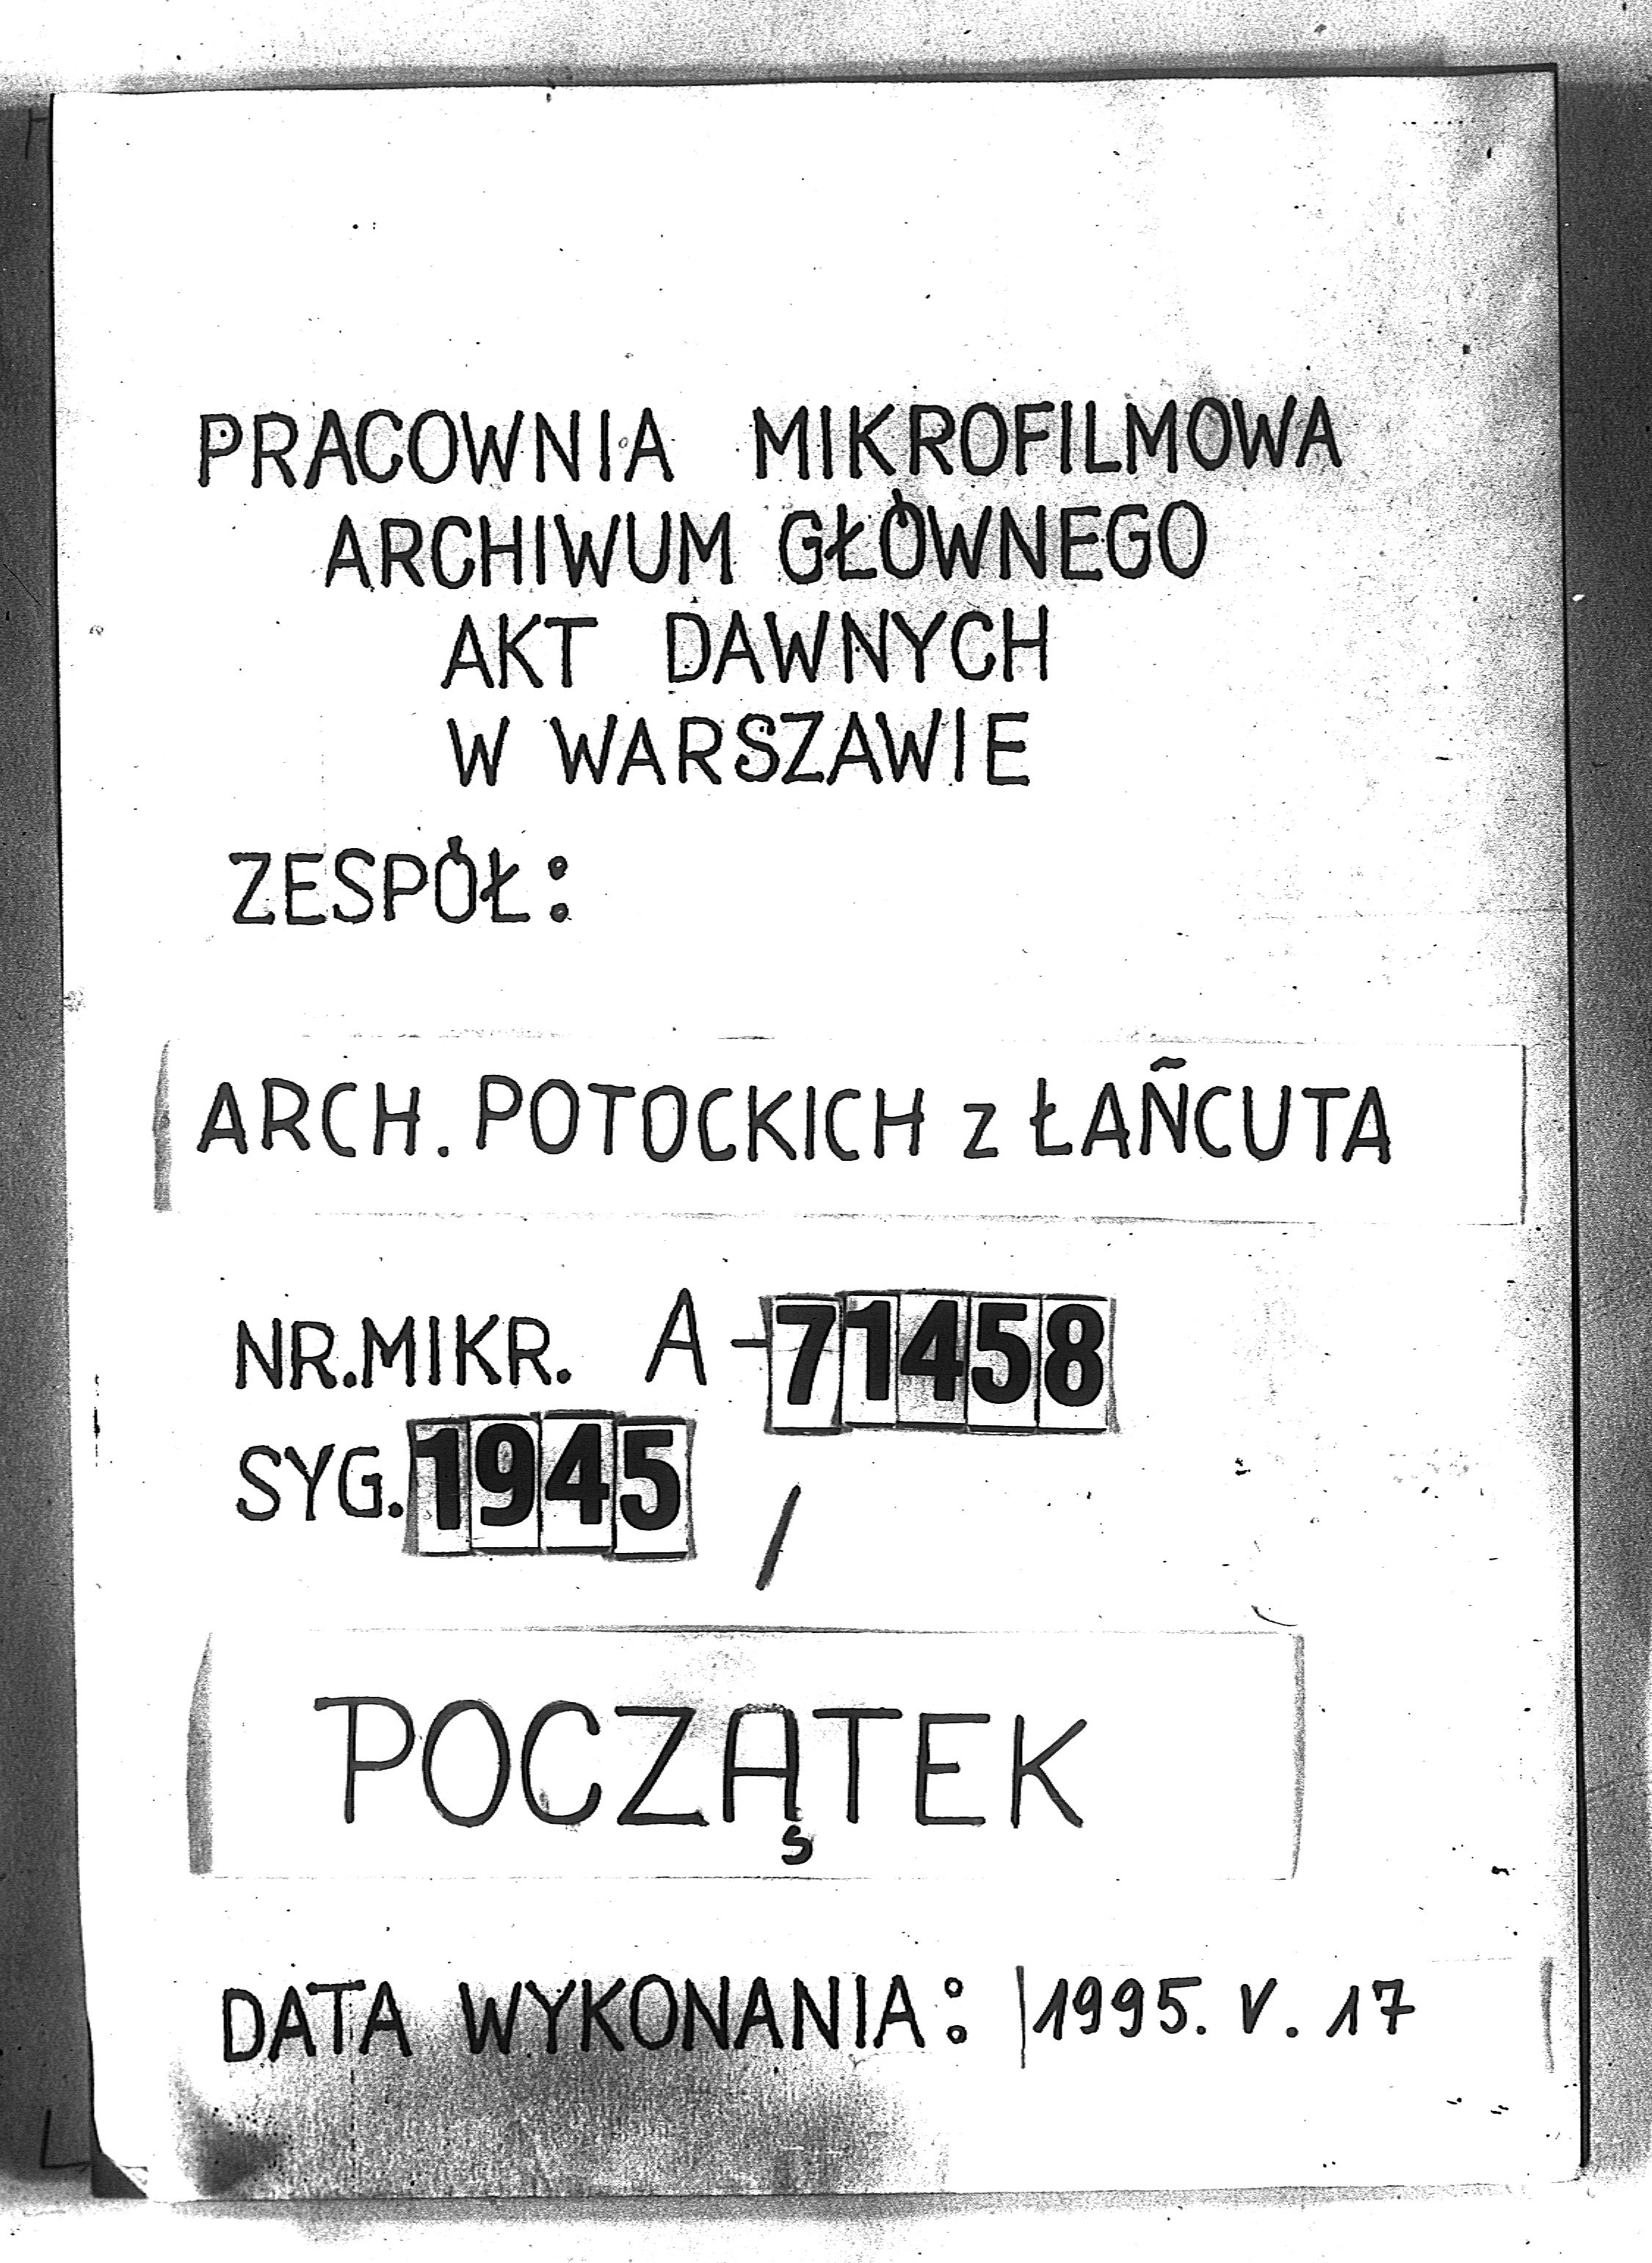 PRACOWNIA MIKROFILMOWA
ARCHIWUM GŁÓWNEGO
AKT DAWNYCH
W WARSZAWIE
ZESPÓŁ:
ARCH. POTOCKICH z ŁAŃCUTA
NR.MIKR. A-71458
SYG. 1945 /
POCZĄTEK
DATA WYKONANIA: 1995. V. 17